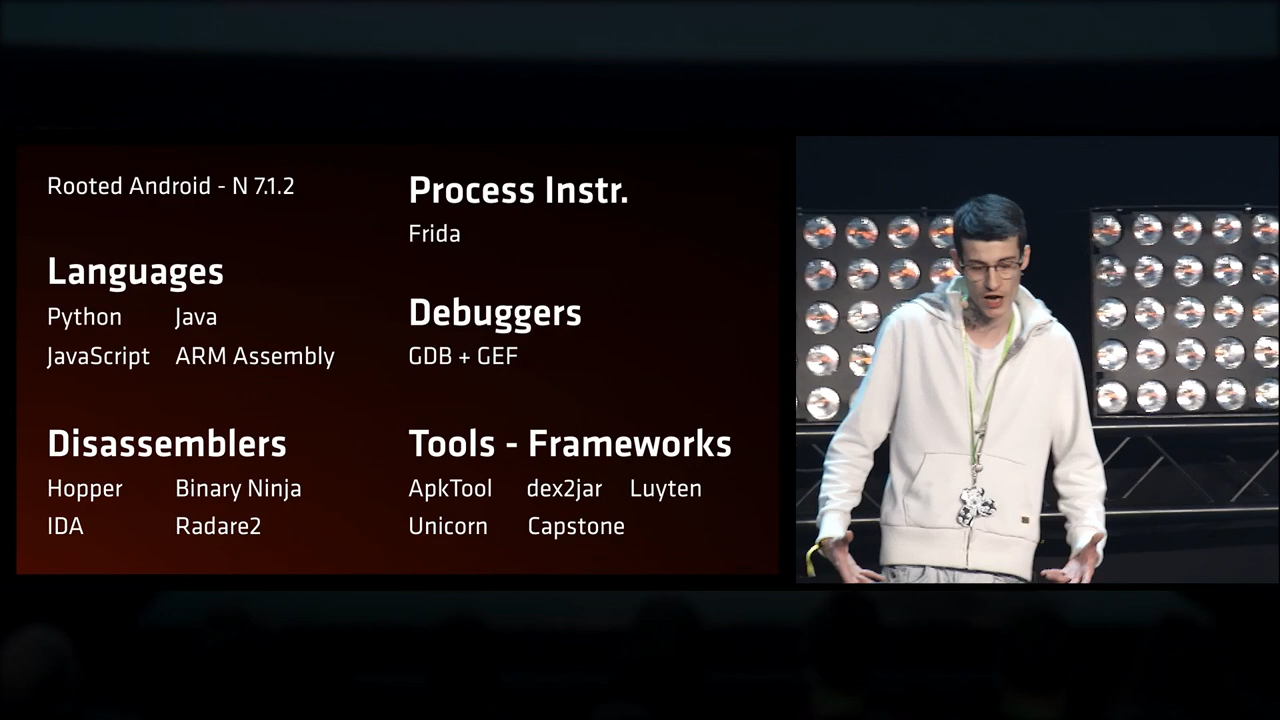 Rooted Android - N 7.1.2
Languages
Python Java
JavaScript ARM Assembly
Disassemblers
Hopper Binary Ninja
IDA Radare2
Process Instr.
Frida
Debuggers
GDB + GEF
Tools - Frameworks
ApkTool dex2jar Luyten
Unicorn Capstone